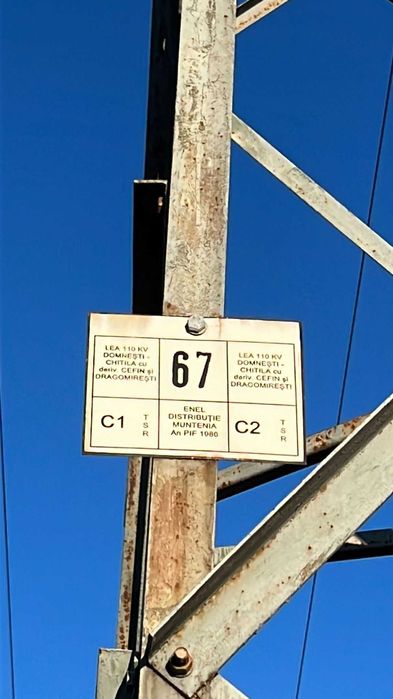 LEA 110 KV
DOMNEȘTI -
CHITILA cu
deriv. CEFIN și
DRAGOMIREȘTI
67
LEA 110 KV
DOMNEȘTI -
CHITILA cu
deriv. CEFIN și
DRAGOMIREȘTI
C1
T
S
R
ENEL
DISTRIBUȚIE
MUNTENIA
An PIF 1980
C2
T
S
R